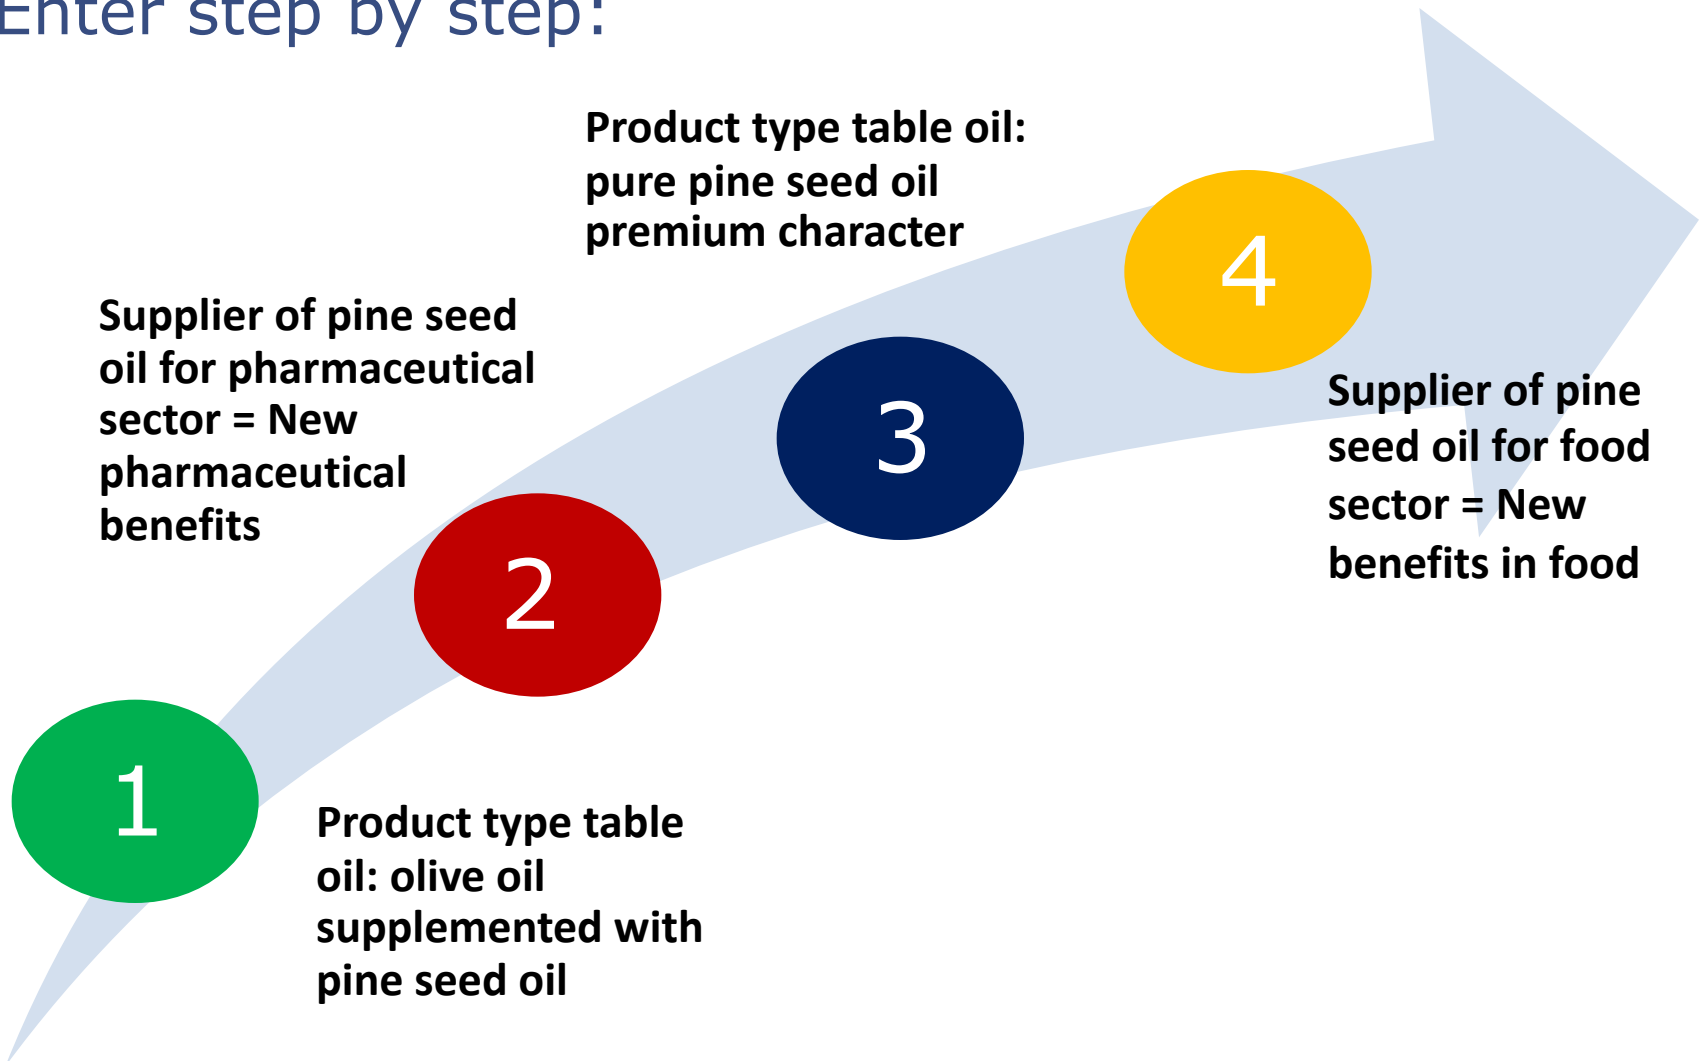 Enter step by step:
Product type table oil:
pure pine seed oil
premium character
4
Supplier of pine seed
oil for pharmaceutical
sector = New
pharmaceutical
benefits
3
Supplier of pine
seed oil for food
sector = New
benefits in food
2
1
Product type table
oil: olive oil
supplemented with
pine seed oil